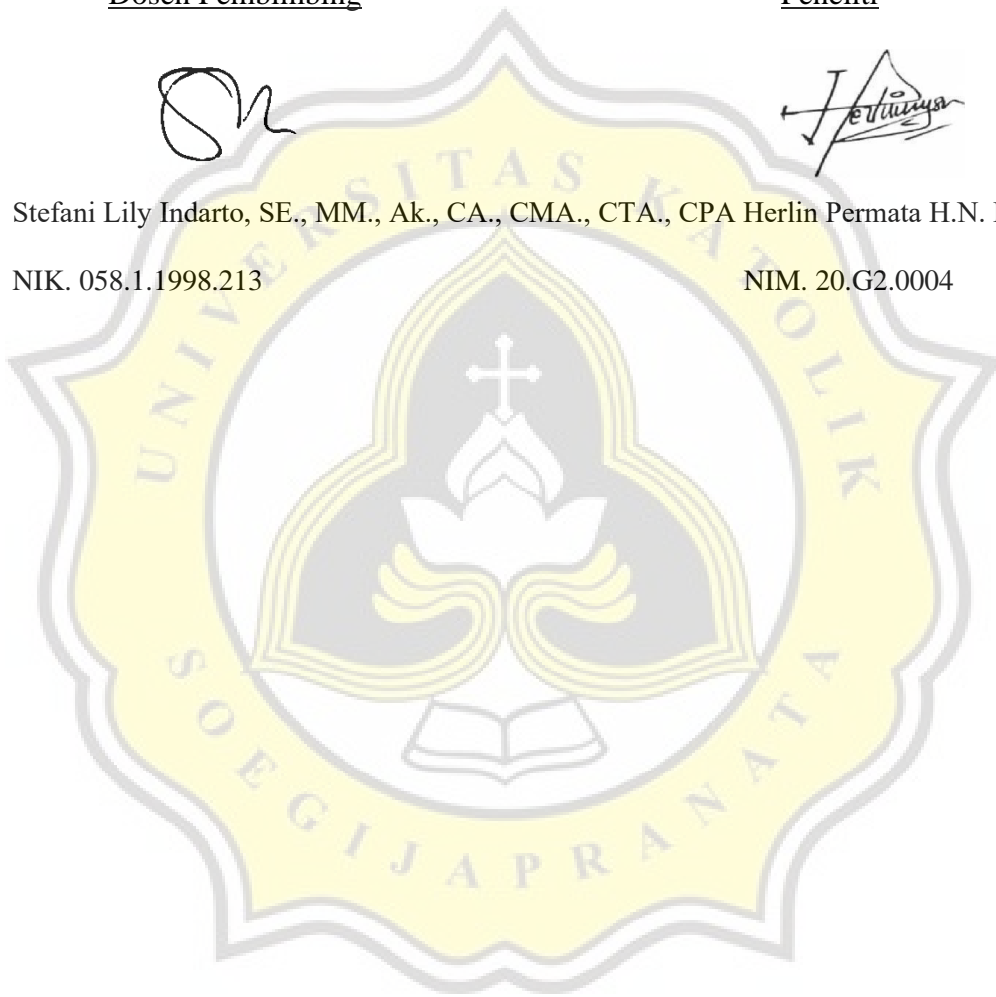 Dosen Pembimbing Peneliti
Stefani Lily Indarto, SE., MM., Ak., CA., CMA., CTA., CPA Herlin Permata H.N.
NIK. 058.1.1998.213 NIM. 20.G2.0004
UNIVERSITAS KATOLIK
SOEGIJAPRANATA